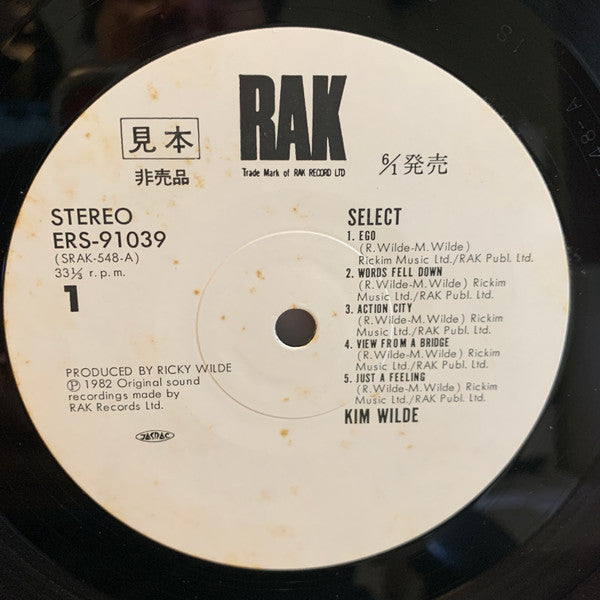 RAK
Trade Mark of RAK RECORD LTD
見本
非売品
6/1発売
STEREO
ERS-91039
(SRAK-548-A)
33⅓ r.p.m.
1
PRODUCED BY RICKY WILDE
Ⓟ 1982 Original sound
recordings made by
RAK Records Ltd.
JASRAC
SELECT
1. EGO
(R.Wilde-M. Wilde)
Rickim Music Ltd./RAK Publ. Ltd.
2. WORDS FELL DOWN
(R.Wilde-M. Wilde) Rickim
Music Ltd./RAK Publ. Ltd.
3. ACTION CITY
(R.Wilde-M. Wilde) Rickim
Music Ltd./RAK Publ. Ltd.
4. VIEW FROM A BRIDGE
(R.Wilde-M. Wilde) Rickim
Music Ltd./RAK Publ. Ltd.
5. JUST A FEELING
(R.Wilde-M. Wilde) Rickim
Music Ltd./RAK Publ. Ltd.
KIM WILDE